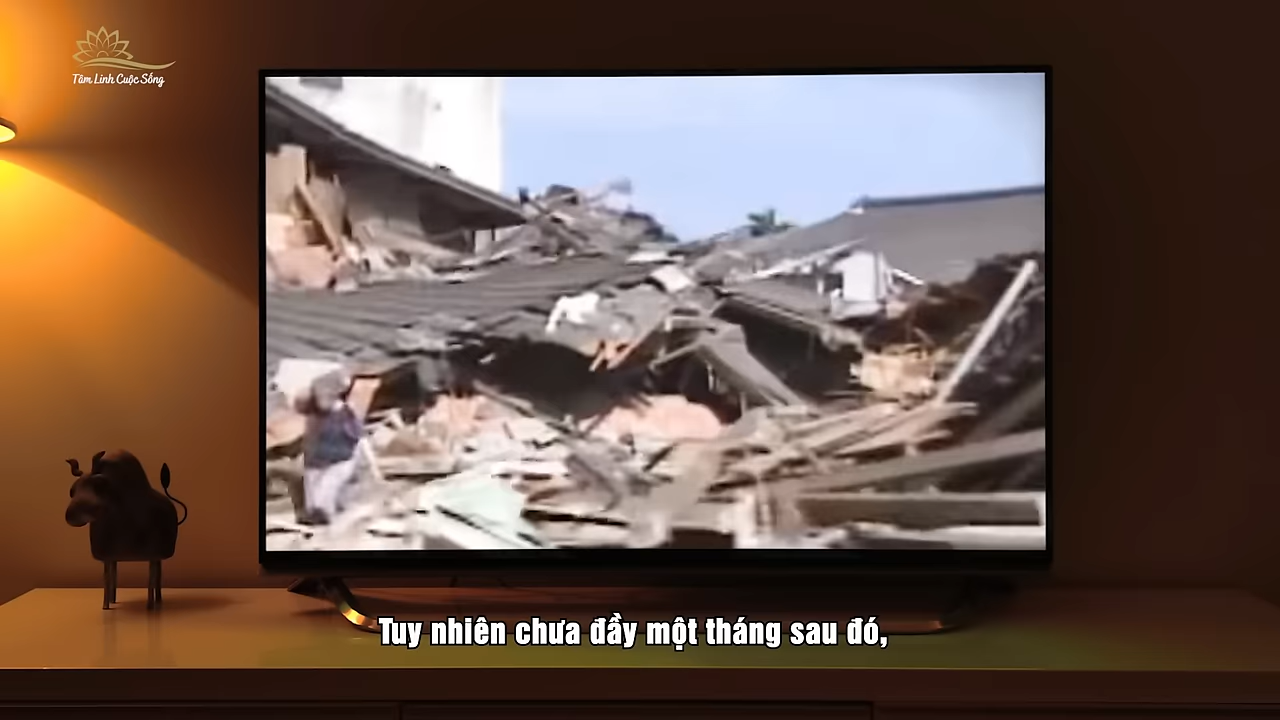 Tâm Linh Cuộc Sống
Tuy nhiên chưa đầy một tháng sau đó,